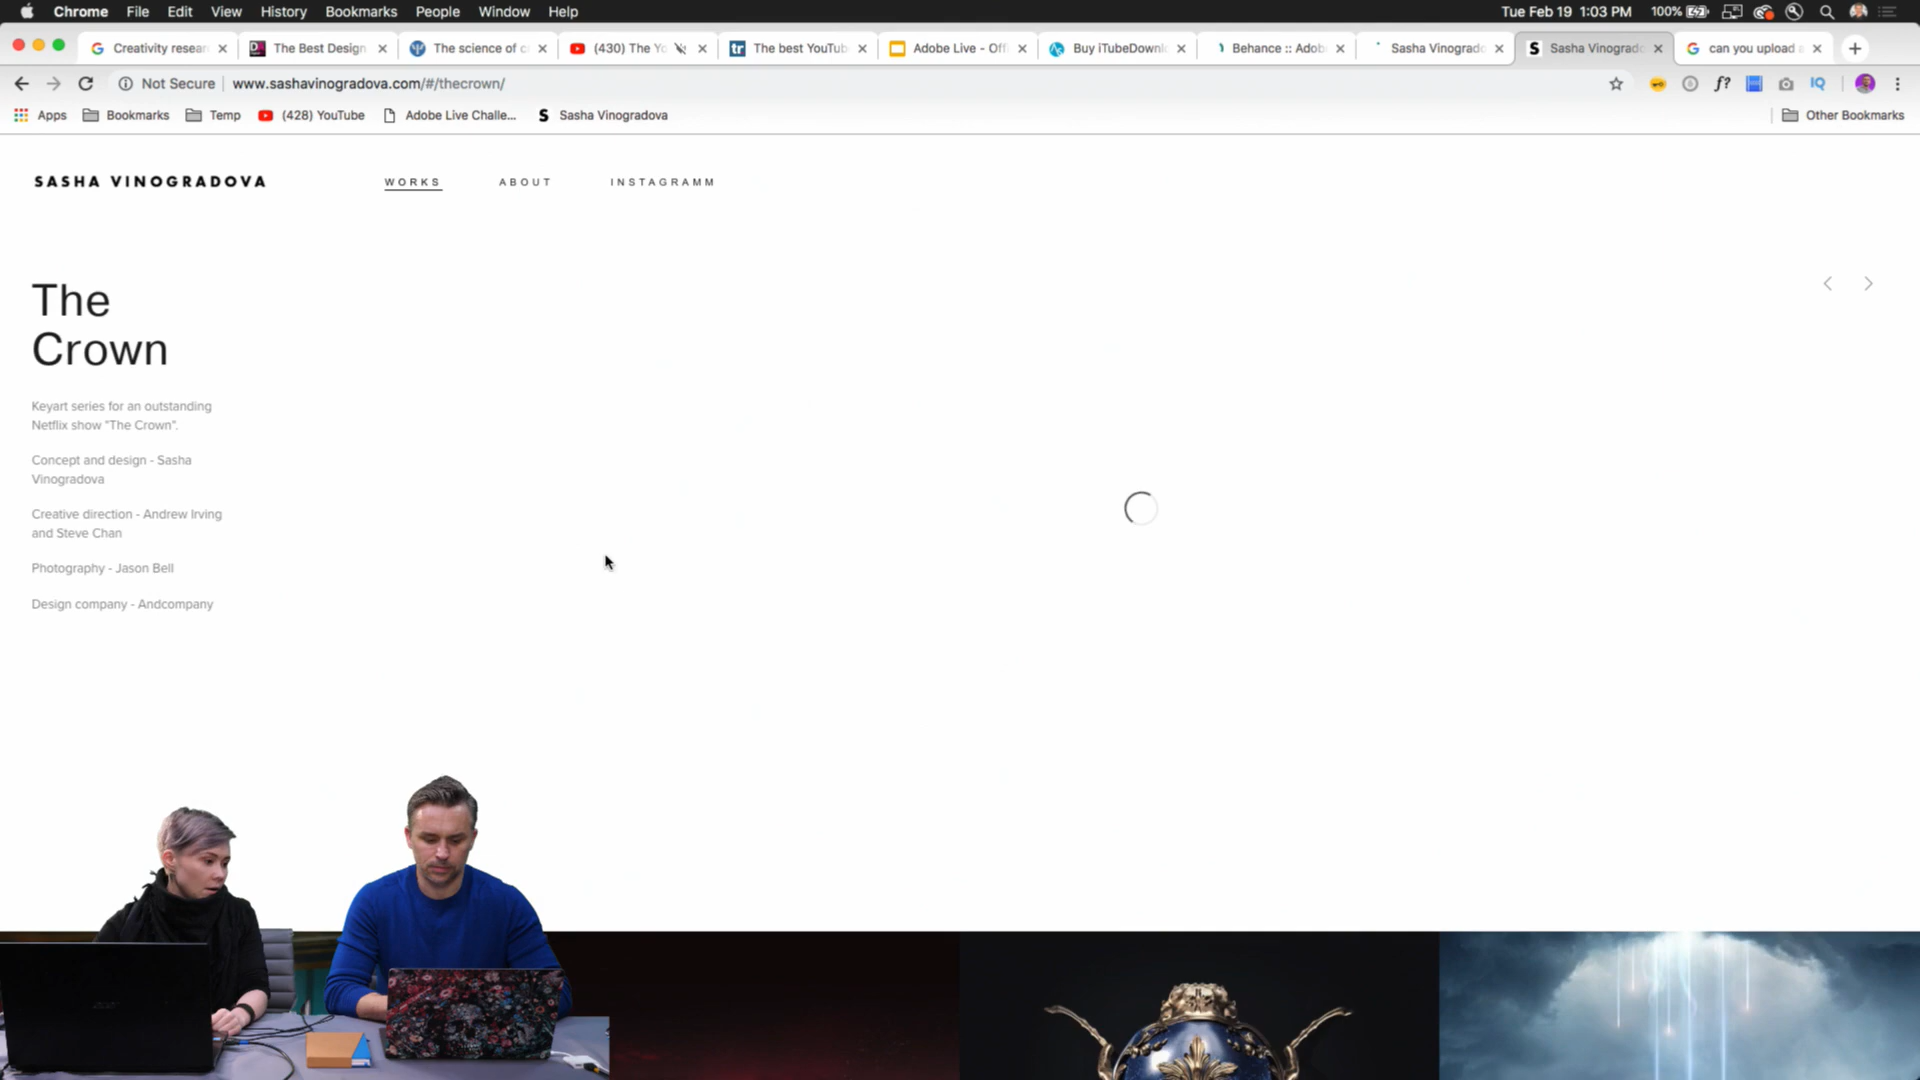 Chrome File Edit View History Bookmarks People Window Help
Tue Feb 19 1:03 PM 100%
Creativity resear
The Best Design
The science of c
(430) The Yo
The best YouTub
Adobe Live - Off
Buy iTubeDownl
Behance :: Adob
Sasha Vinograd
Sasha Vinograd
can you upload a
Not Secure www.sashavinogradova.com/#/thecrown/
f? IQ
Apps Bookmarks Temp (428) YouTube Adobe Live Challe... S Sasha Vinogradova Other Bookmarks
SASHA VINOGRADOVA WORKS ABOUT INSTAGRAMM
The
Crown
Keyart series for an outstanding
Netflix show "The Crown".
Concept and design - Sasha
Vinogradova
Creative direction - Andrew Irving
and Steve Chan
Photography - Jason Bell
Design company - Andcompany